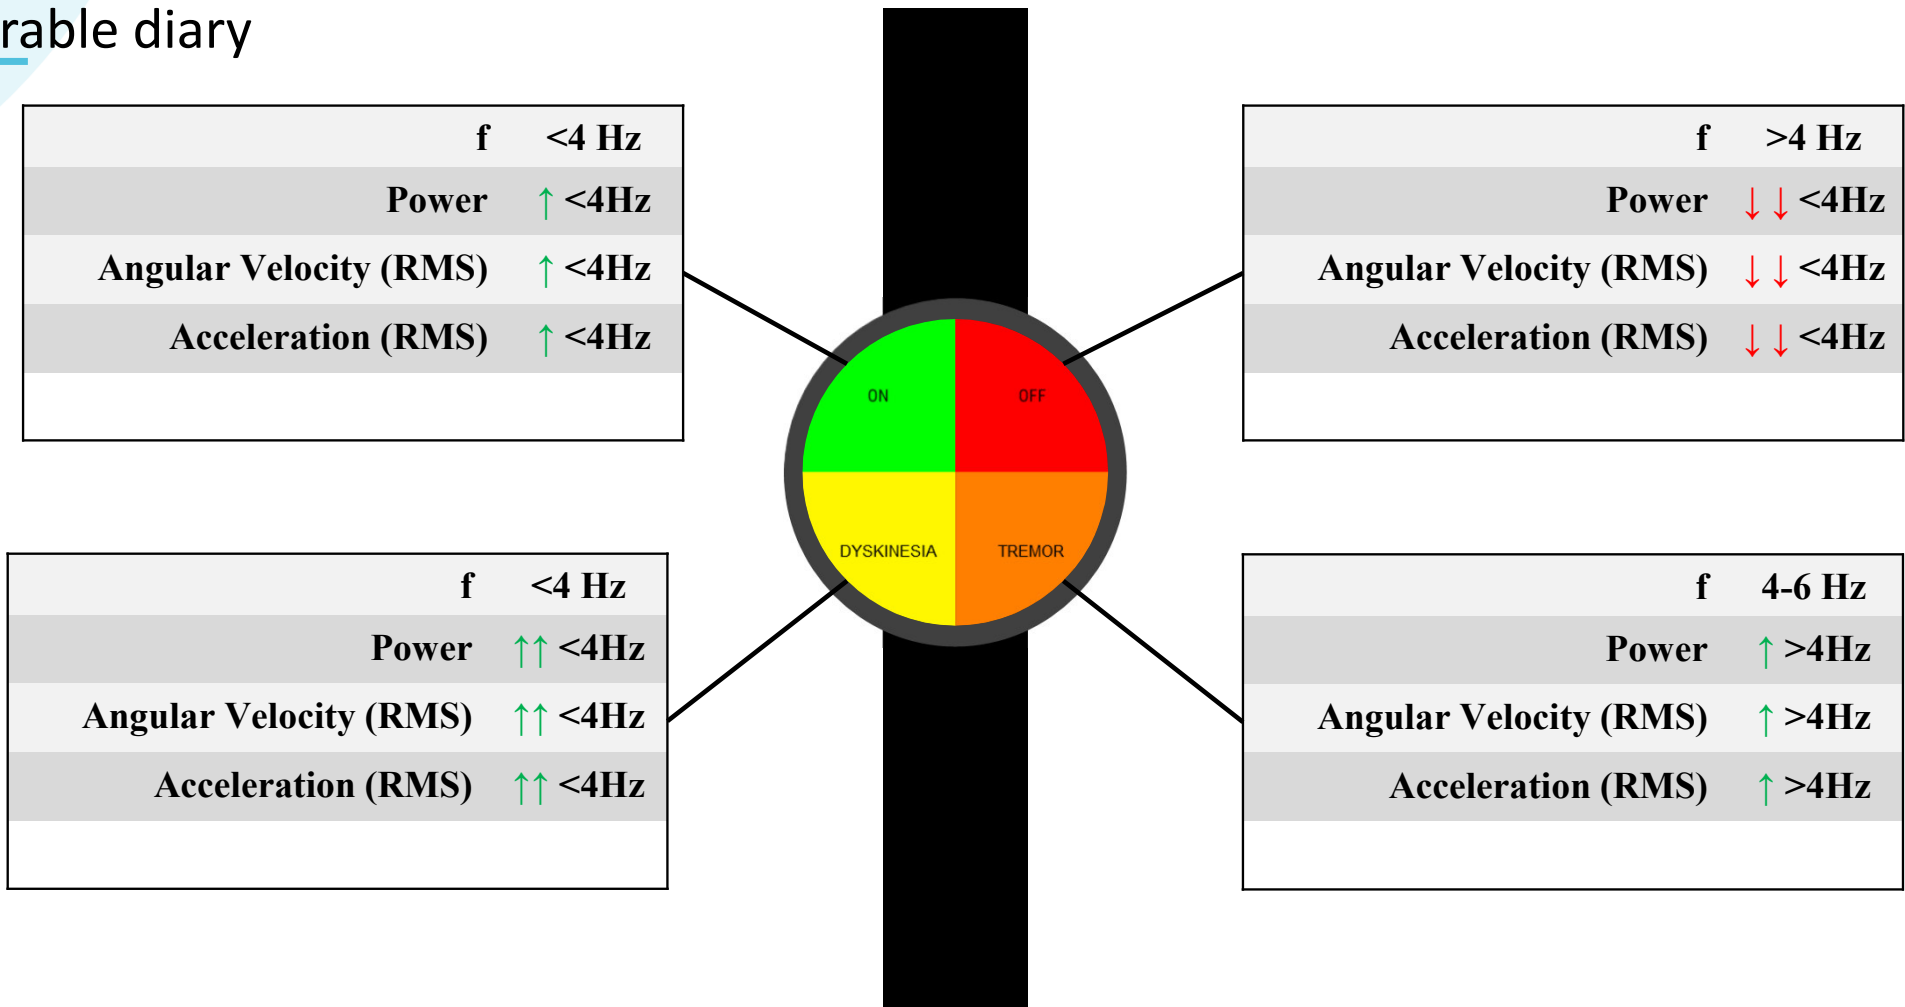 rable diary
f <4 Hz
Power ↑ <4Hz
Angular Velocity (RMS) ↑ <4Hz
Acceleration (RMS) ↑ <4Hz
f >4 Hz
Power ↓ ↓ <4Hz
Angular Velocity (RMS) ↓ ↓ <4Hz
Acceleration (RMS) ↓ ↓ <4Hz
ON
OFF
DYSKINESIA
TREMOR
f <4 Hz
Power ↑↑ <4Hz
Angular Velocity (RMS) ↑↑ <4Hz
Acceleration (RMS) ↑↑ <4Hz
f 4-6 Hz
Power ↑ >4Hz
Angular Velocity (RMS) ↑ >4Hz
Acceleration (RMS) ↑ >4Hz